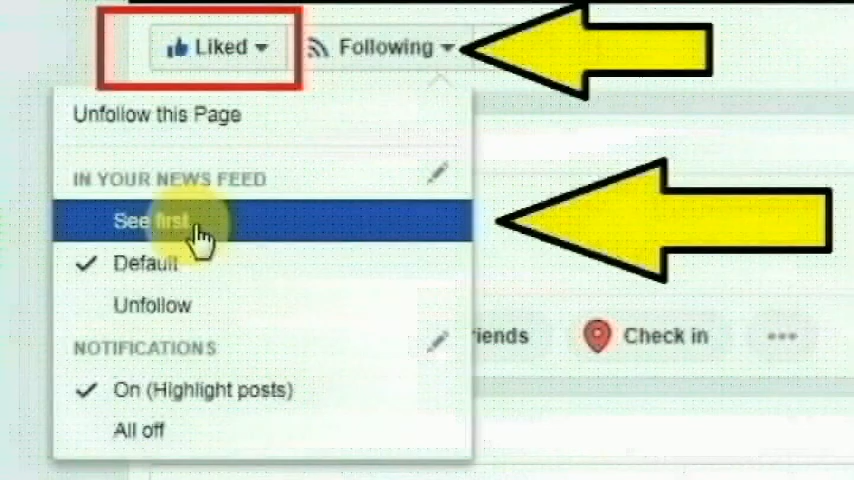 Liked
Following
Unfollow this Page
IN YOUR NEWS FEED
See first
Default
Unfollow
riends
Check in
NOTIFICATIONS
On (Highlight posts)
All off